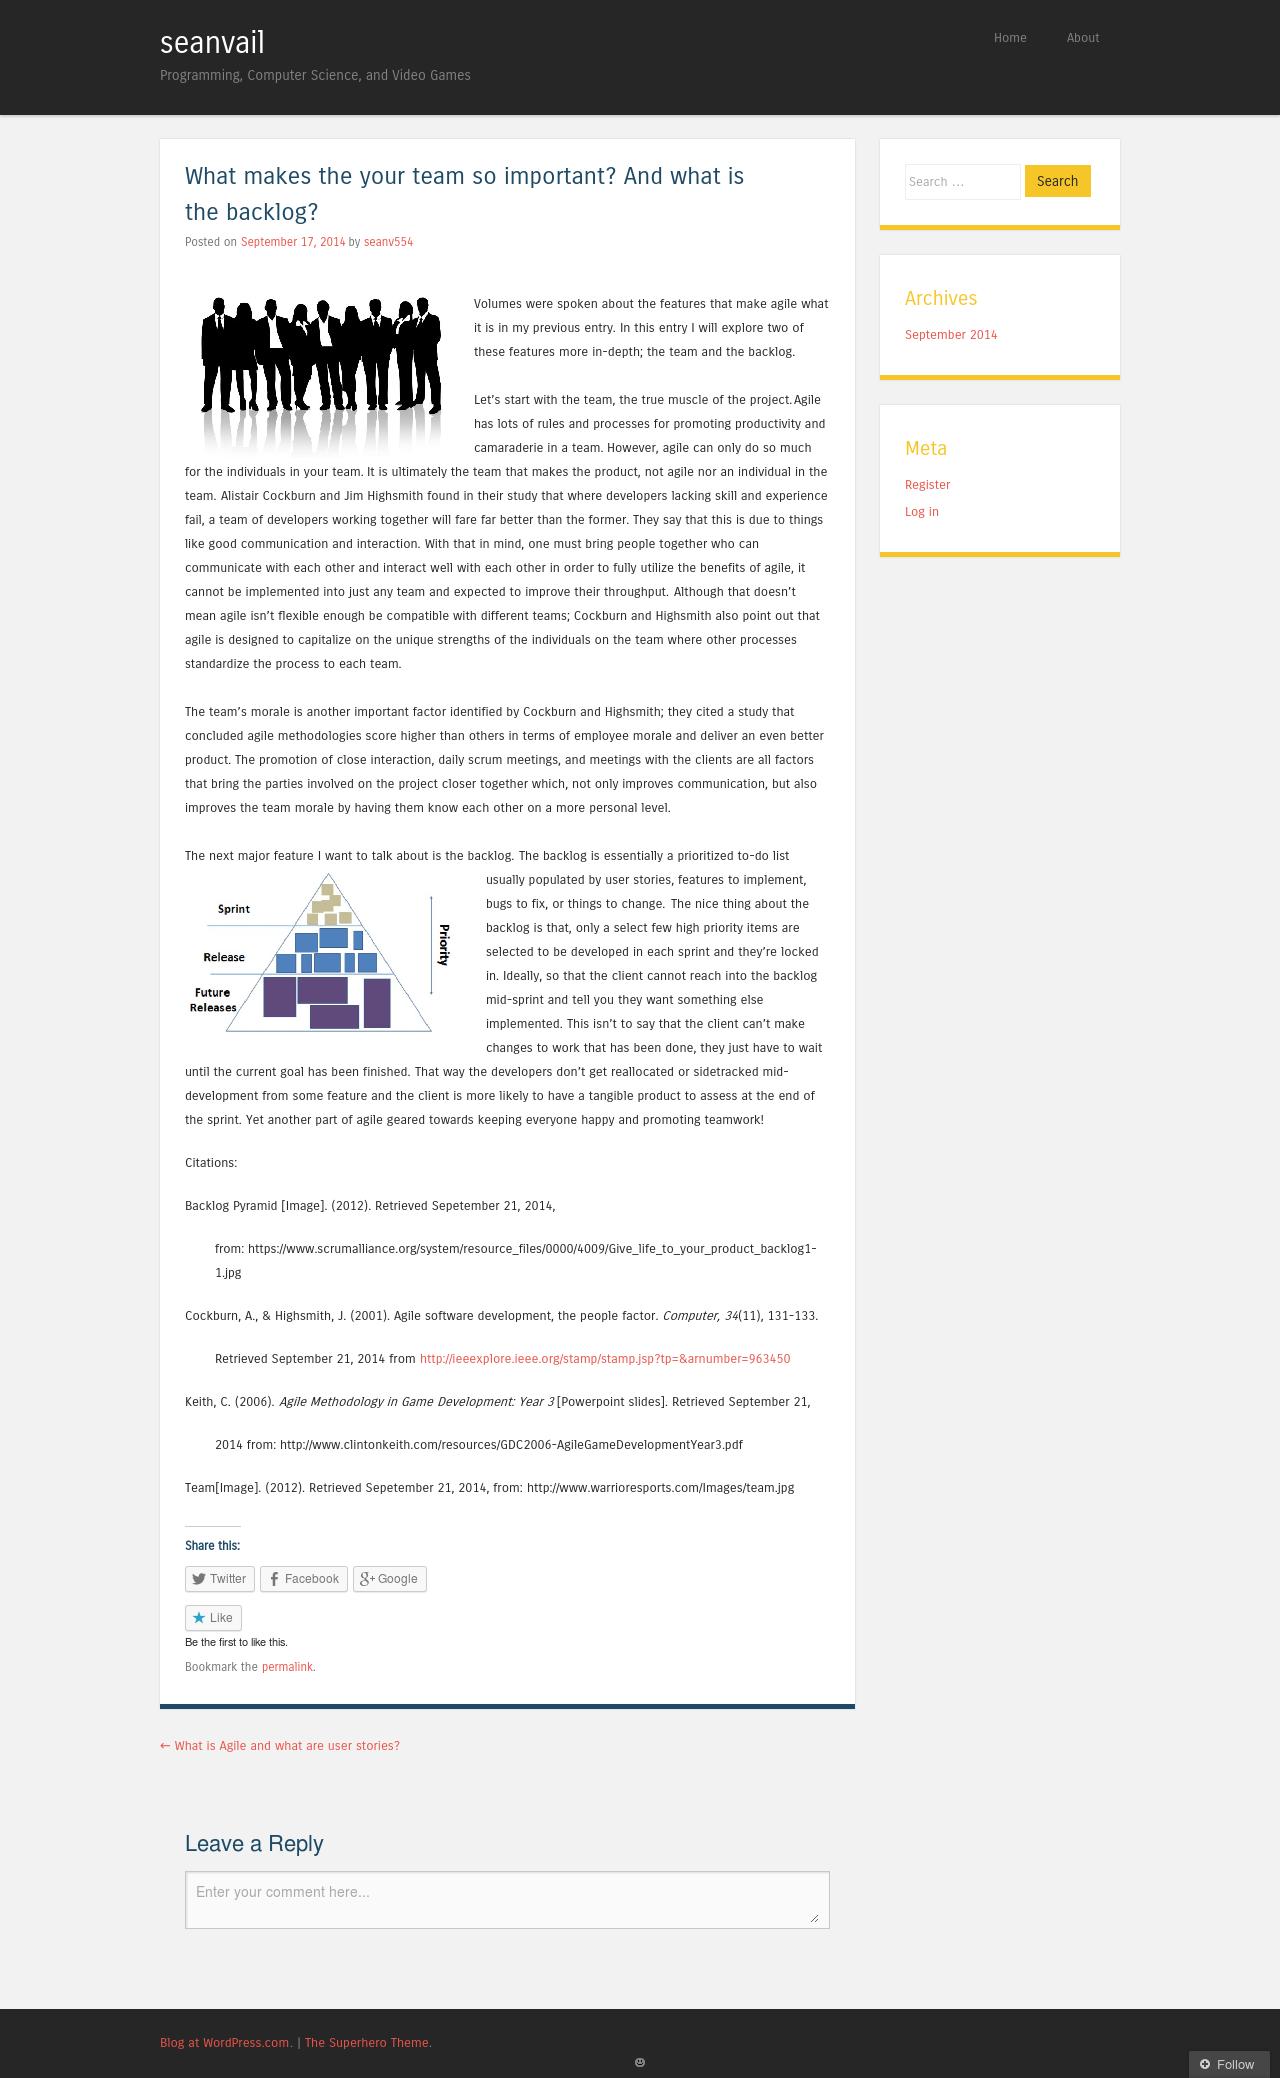 seanvail
Programming, Computer Science, and Video Games
Home
About
What makes the your team so important? And what is
the backlog?
Posted on September 17, 2014 by seanv554
Volumes were spoken about the features that make agile what
it is in my previous entry. In this entry I will explore two of
these features more in-depth; the team and the backlog.
Let's start with the team, the true muscle of the project.Agile
has lots of rules and processes for promoting productivity and
camaraderie in a team. However, agile can only do so much
for the individuals in your team. It is ultimately the team that makes the product, not agile nor an individual in the
team. Alistair Cockburn and Jim Highsmith found in their study that where developers lacking skill and experience
fail, a team of developers working together will fare far better than the former. They say that this is due to things
like good communication and interaction. With that in mind, one must bring people together who can
communicate with each other and interact well with each other in order to fully utilize the benefits of agile, it
cannot be implemented into just any team and expected to improve their throughput. Although that doesn't
mean agile isn't flexible enough be compatible with different teams; Cockburn and Highsmith also point out that
agile is designed to capitalize on the unique strengths of the individuals on the team where other processes
standardize the process to each team.
The team's morale is another important factor identified by Cockburn and Highsmith; they cited a study that
concluded agile methodologies score higher than others in terms of employee morale and deliver an even better
product. The promotion of close interaction, daily scrum meetings, and meetings with the clients are all factors
that bring the parties involved on the project closer together which, not only improves communication, but also
improves the team morale by having them know each other on a more personal level.
The next major feature I want to talk about is the backlog. The backlog is essentially a prioritized to-do list
usually populated by user stories, features to implement,
bugs to fix, or things to change. The nice thing about the
backlog is that, only a select few high priority items are
selected to be developed in each sprint and they're locked
in. Ideally, so that the client cannot reach into the backlog
mid-sprint and tell you they want something else
implemented. This isn't to say that the client can't make
changes to work that has been done, they just have to wait
until the current goal has been finished. That way the developers don't get reallocated or sidetracked mid-
development from some feature and the client is more likely to have a tangible product to assess at the end of
the sprint. Yet another part of agile geared towards keeping everyone happy and promoting teamwork!
Sprint
Release
Future
Releases
Priority
Citations:
Backlog Pyramid [Image]. (2012). Retrieved Sepetember 21, 2014,
from: https://www.scrumalliance.org/system/resource_files/0000/4009/Give_life_to_your_product_backlog1-
1.jpg
Cockburn, A., & Highsmith, J. (2001). Agile software development, the people factor. Computer, 34(11), 131-133.
Retrieved September 21, 2014 from http://ieeexplore.ieee.org/stamp/stamp.jsp?tp=&arnumber=963450
Keith, C. (2006). Agile Methodology in Game Development: Year 3 [Powerpoint slides]. Retrieved September 21,
2014 from: http://www.clintonkeith.com/resources/GDC2006-AgileGameDevelopmentYear3.pdf
Team[Image]. (2012). Retrieved Sepetember 21, 2014, from: http://www.warrioresports.com/Images/team.jpg
Share this:
Twitter
Facebook
Google
Like
Be the first to like this.
Bookmark the permalink.
← What is Agile and what are user stories?
Leave a Reply
Enter your comment here...
Search …
Search
Archives
September 2014
Meta
Register
Log in
Blog at WordPress.com. | The Superhero Theme.
Follow